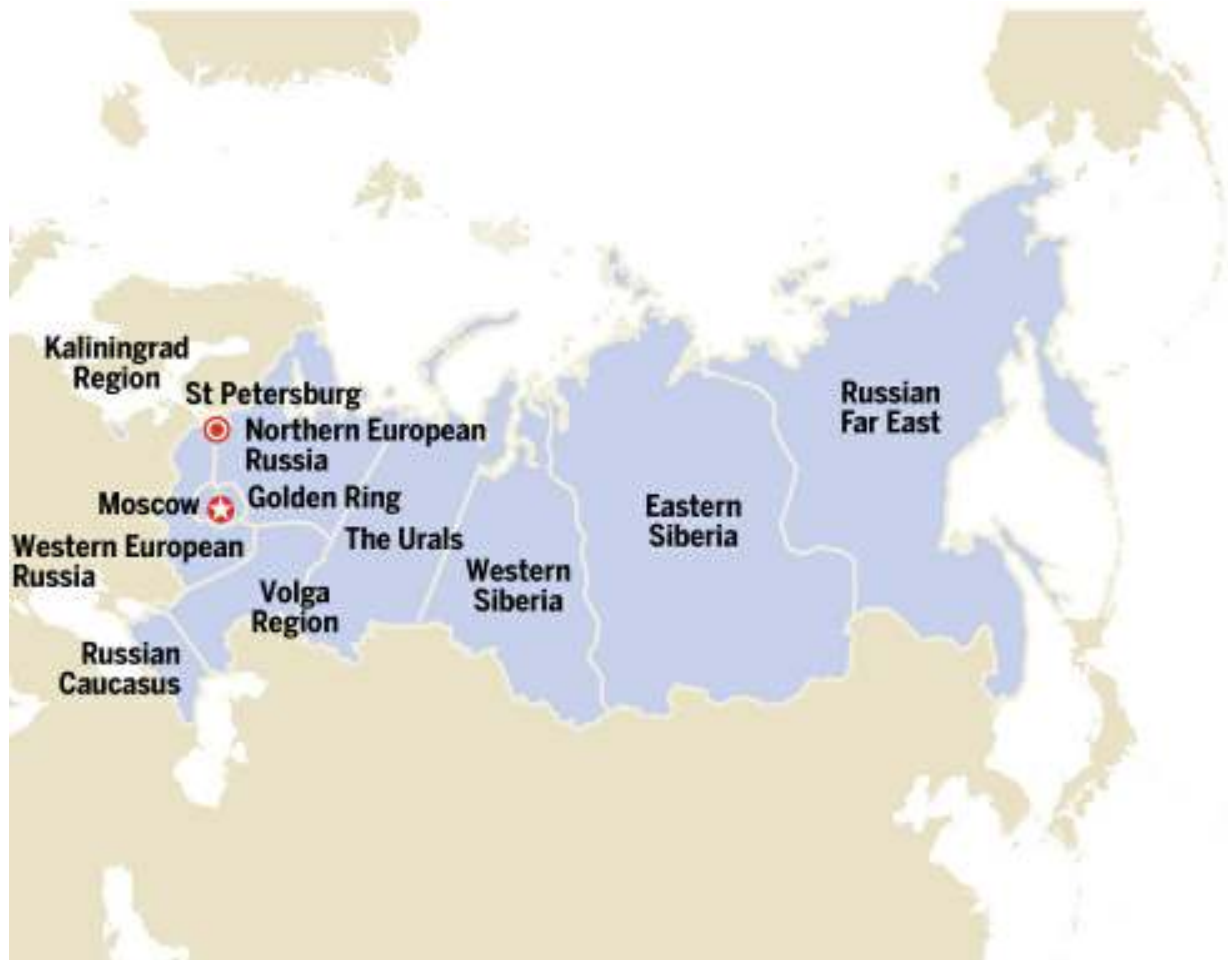 Kaliningrad
Region
St Petersburg
Northern European
Russia
Moscow
Golden Ring
Western European
Russia
The Urals
Volga
Region
Russian
Caucasus
Western
Siberia
Eastern
Siberia
Russian
Far East